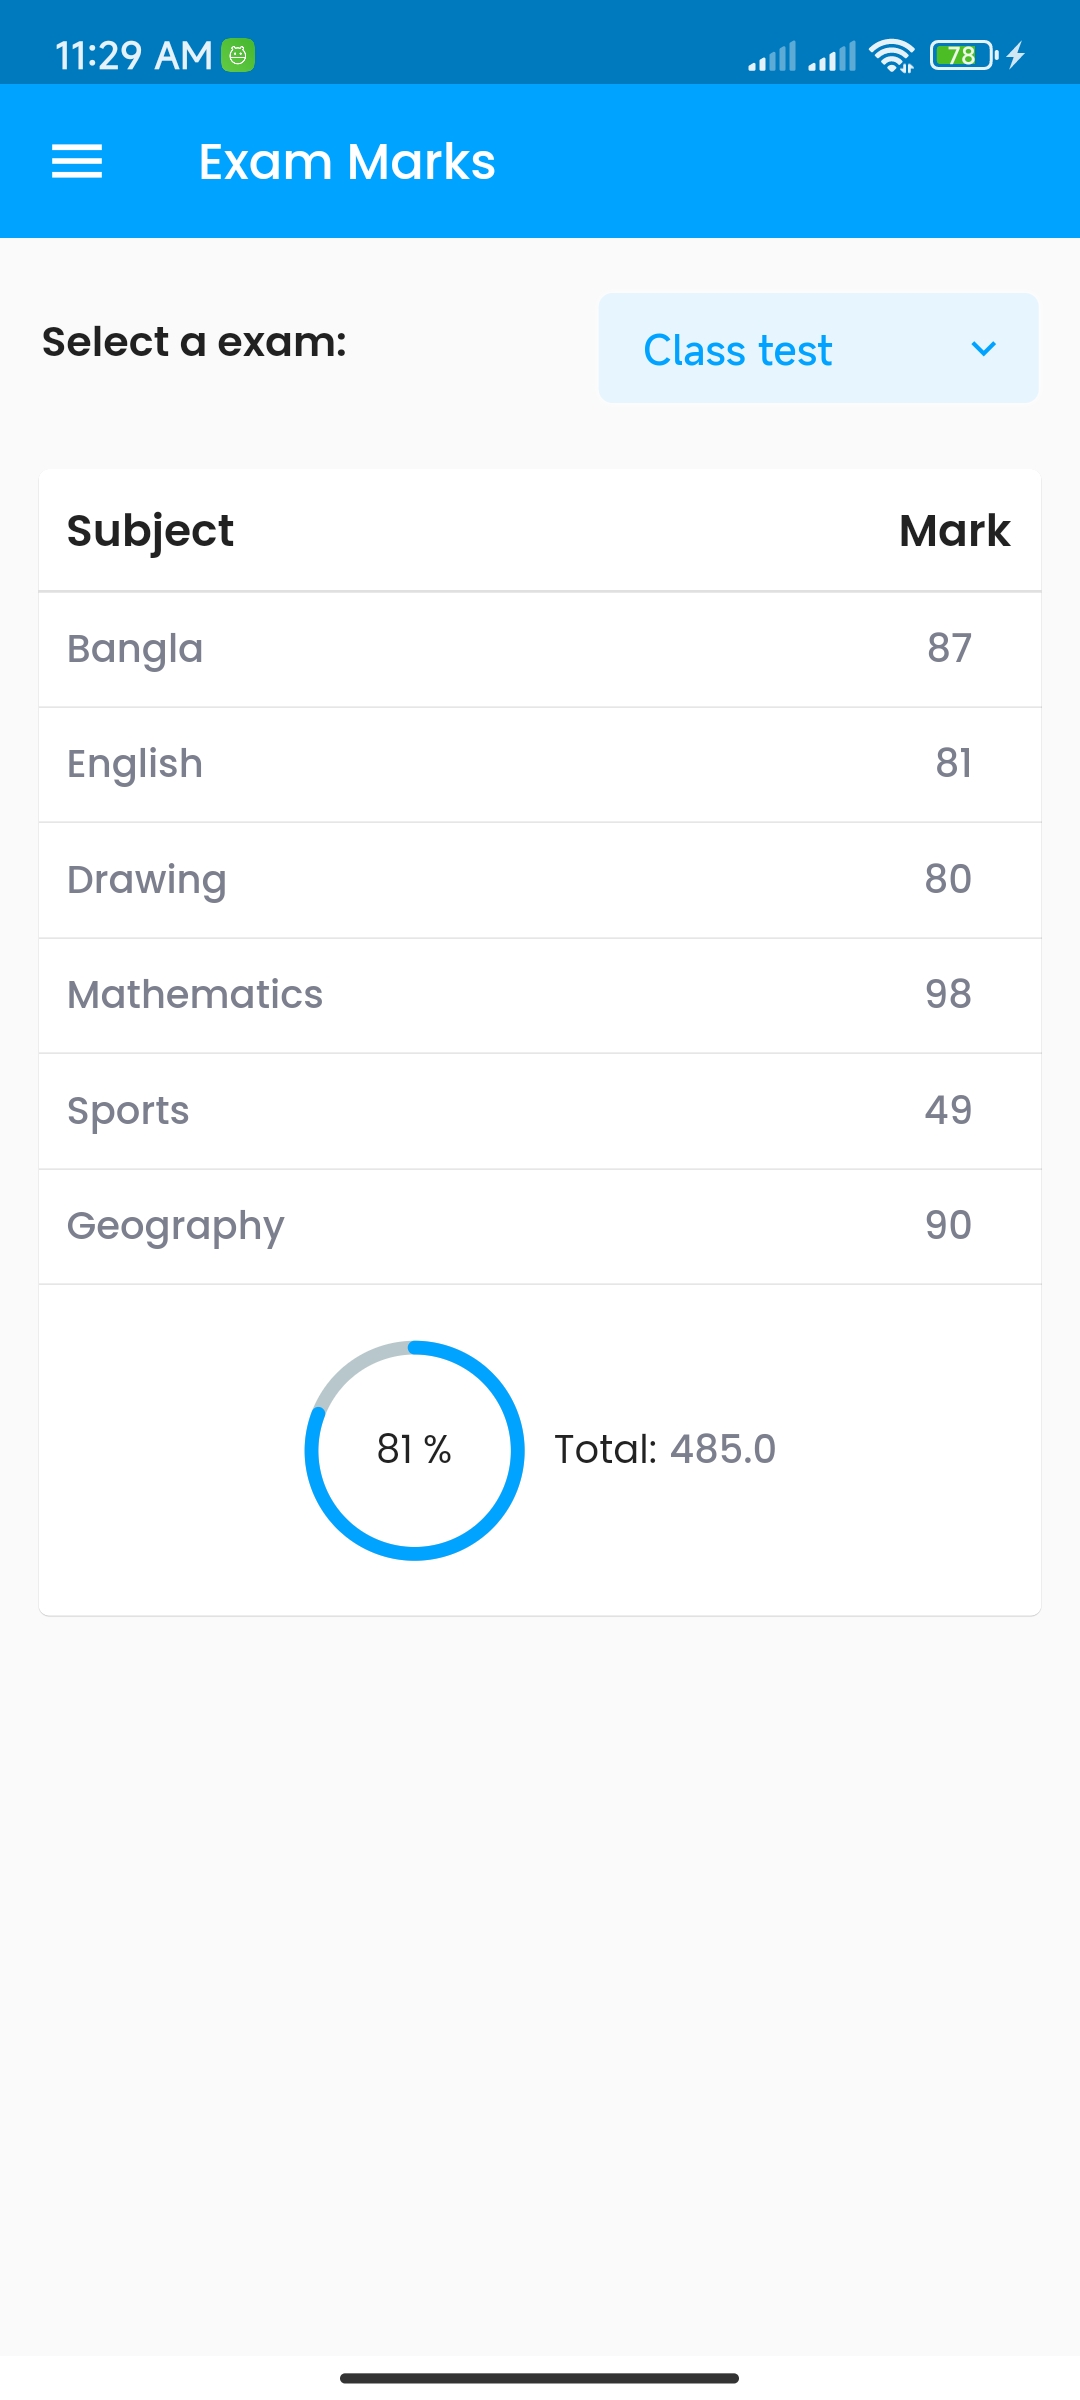 11:29 AM 78
Exam Marks
Select a exam: Class test
Subject Mark
Bangla 87
English 81
Drawing 80
Mathematics 98
Sports 49
Geography 90
81 % Total: 485.0